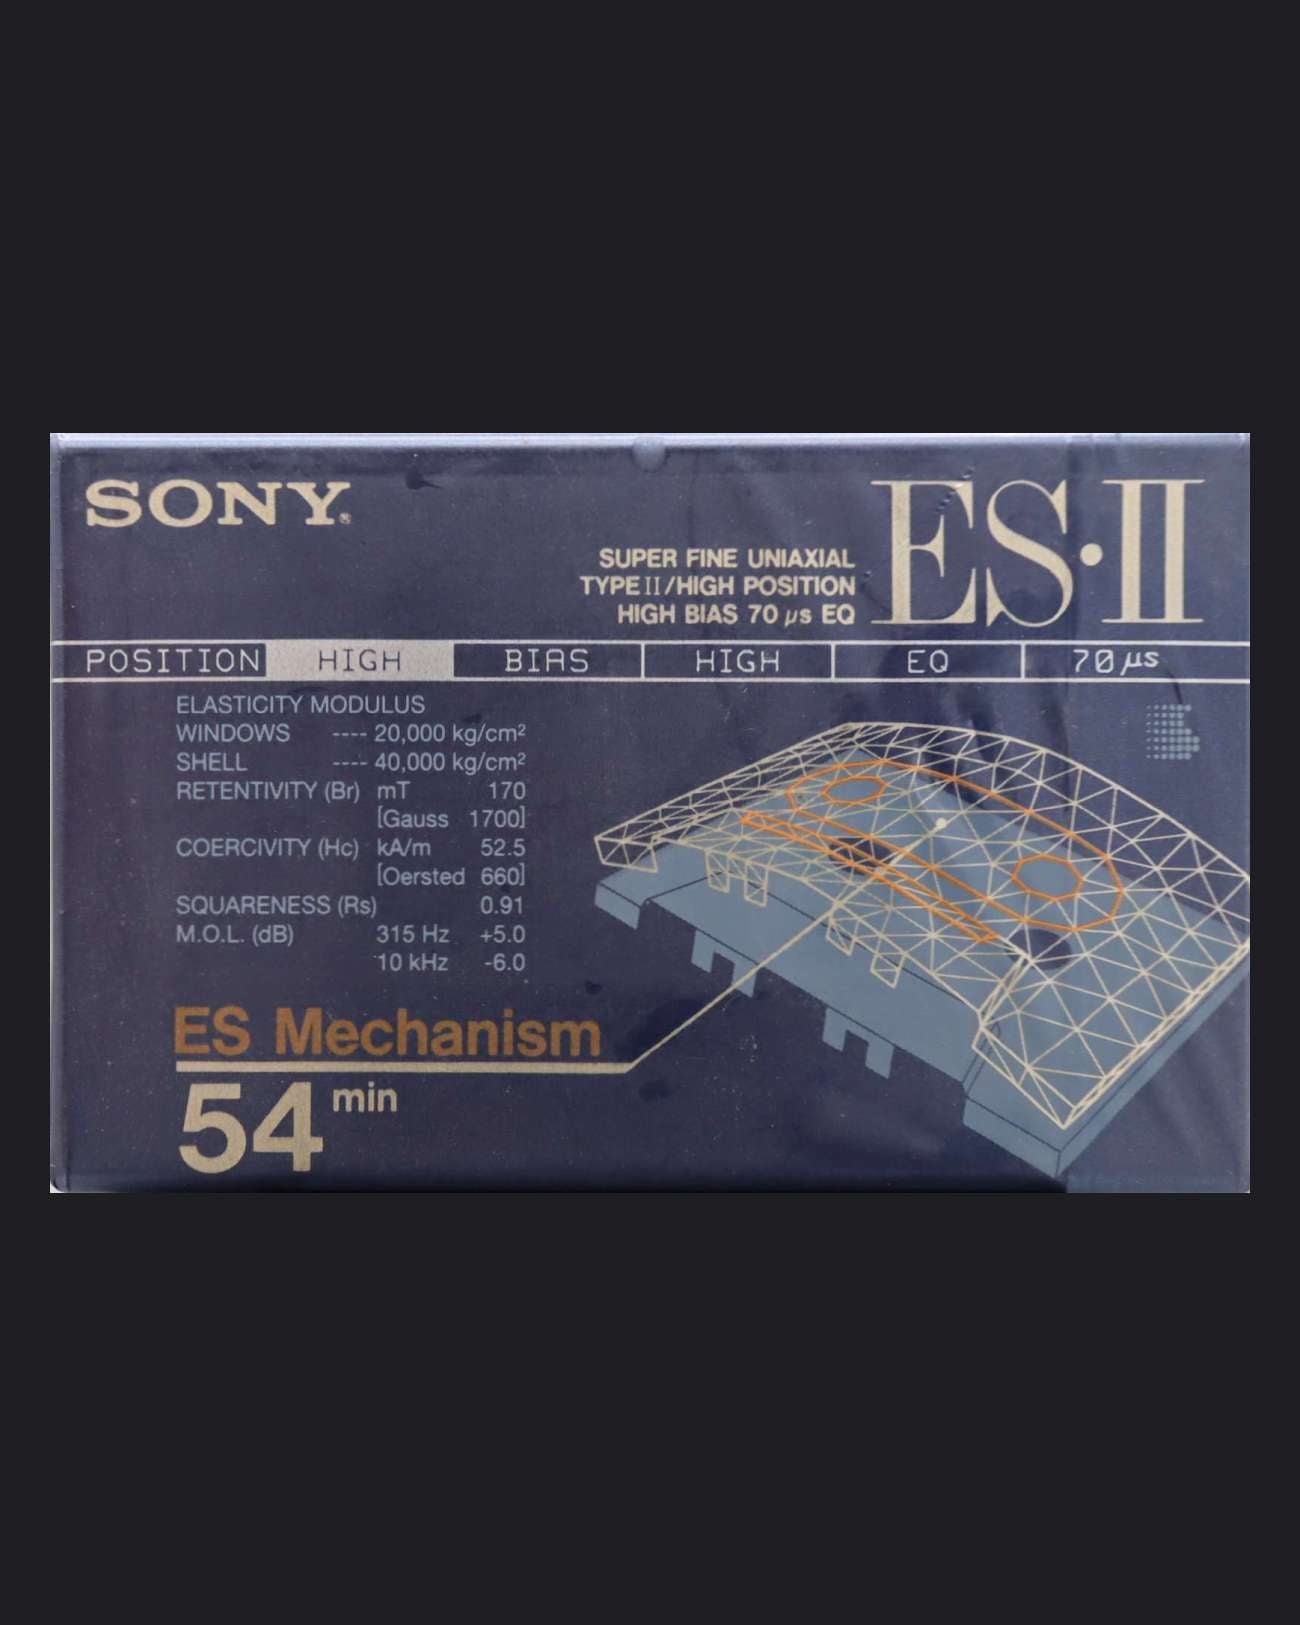 SONY®
ES·II
SUPER FINE UNIAXIAL
TYPE II/HIGH POSITION
HIGH BIAS 70 µs EQ
POSITION HIGH BIAS HIGH EQ 70 µs
ELASTICITY MODULUS
WINDOWS ---- 20,000 kg/cm²
SHELL ---- 40,000 kg/cm²
RETENTIVITY (Br) mT 170
[Gauss 1700]
COERCIVITY (Hc) kA/m 52.5
[Oersted 660]
SQUARENESS (Rs) 0.91
M.O.L. (dB) 315 Hz +5.0
10 kHz -6.0
ES Mechanism
54 min